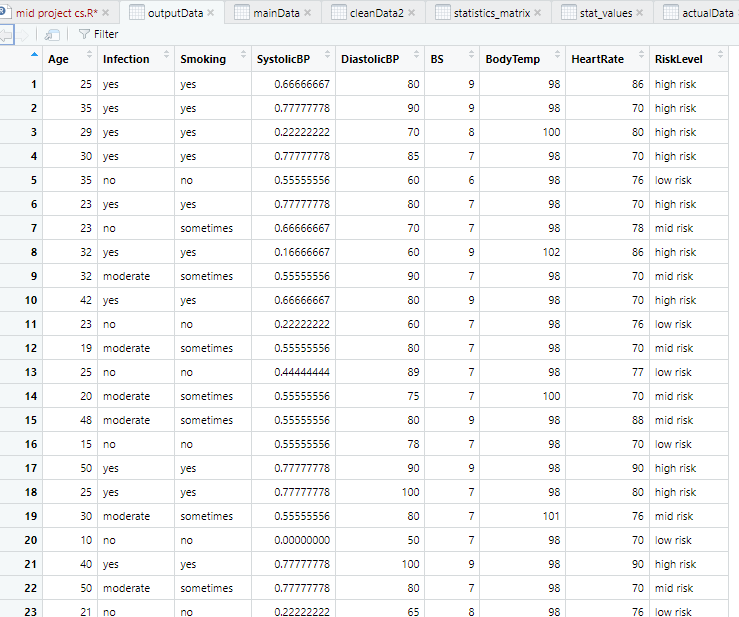 mid project cs.R* × outputData × mainData × cleanData2 × statistics_matrix × stat_values × actualData
Filter
Age Infection Smoking SystolicBP DiastolicBP BS BodyTemp HeartRate RiskLevel
1 25 yes yes 0.66666667 80 9 98 86 high risk
2 35 yes yes 0.77777778 90 9 98 70 high risk
3 29 yes yes 0.22222222 70 8 100 80 high risk
4 30 yes yes 0.77777778 85 7 98 70 high risk
5 35 no no 0.55555556 60 6 98 76 low risk
6 23 yes yes 0.77777778 80 7 98 70 high risk
7 23 no sometimes 0.66666667 70 7 98 78 mid risk
8 32 yes yes 0.16666667 60 9 102 86 high risk
9 32 moderate sometimes 0.55555556 90 7 98 70 mid risk
10 42 yes yes 0.66666667 80 9 98 70 high risk
11 23 no no 0.22222222 60 7 98 76 low risk
12 19 moderate sometimes 0.55555556 80 7 98 70 mid risk
13 25 no no 0.44444444 89 7 98 77 low risk
14 20 moderate sometimes 0.55555556 75 7 100 70 mid risk
15 48 moderate sometimes 0.55555556 80 9 98 88 mid risk
16 15 no no 0.55555556 78 7 98 70 low risk
17 50 yes yes 0.77777778 90 9 98 90 high risk
18 25 yes yes 0.77777778 100 7 98 80 high risk
19 30 moderate sometimes 0.55555556 80 7 101 76 mid risk
20 10 no no 0.00000000 50 7 98 70 low risk
21 40 yes yes 0.77777778 100 9 98 90 high risk
22 50 moderate sometimes 0.77777778 80 7 98 70 mid risk
23 21 no no 0.22222222 65 8 98 76 low risk